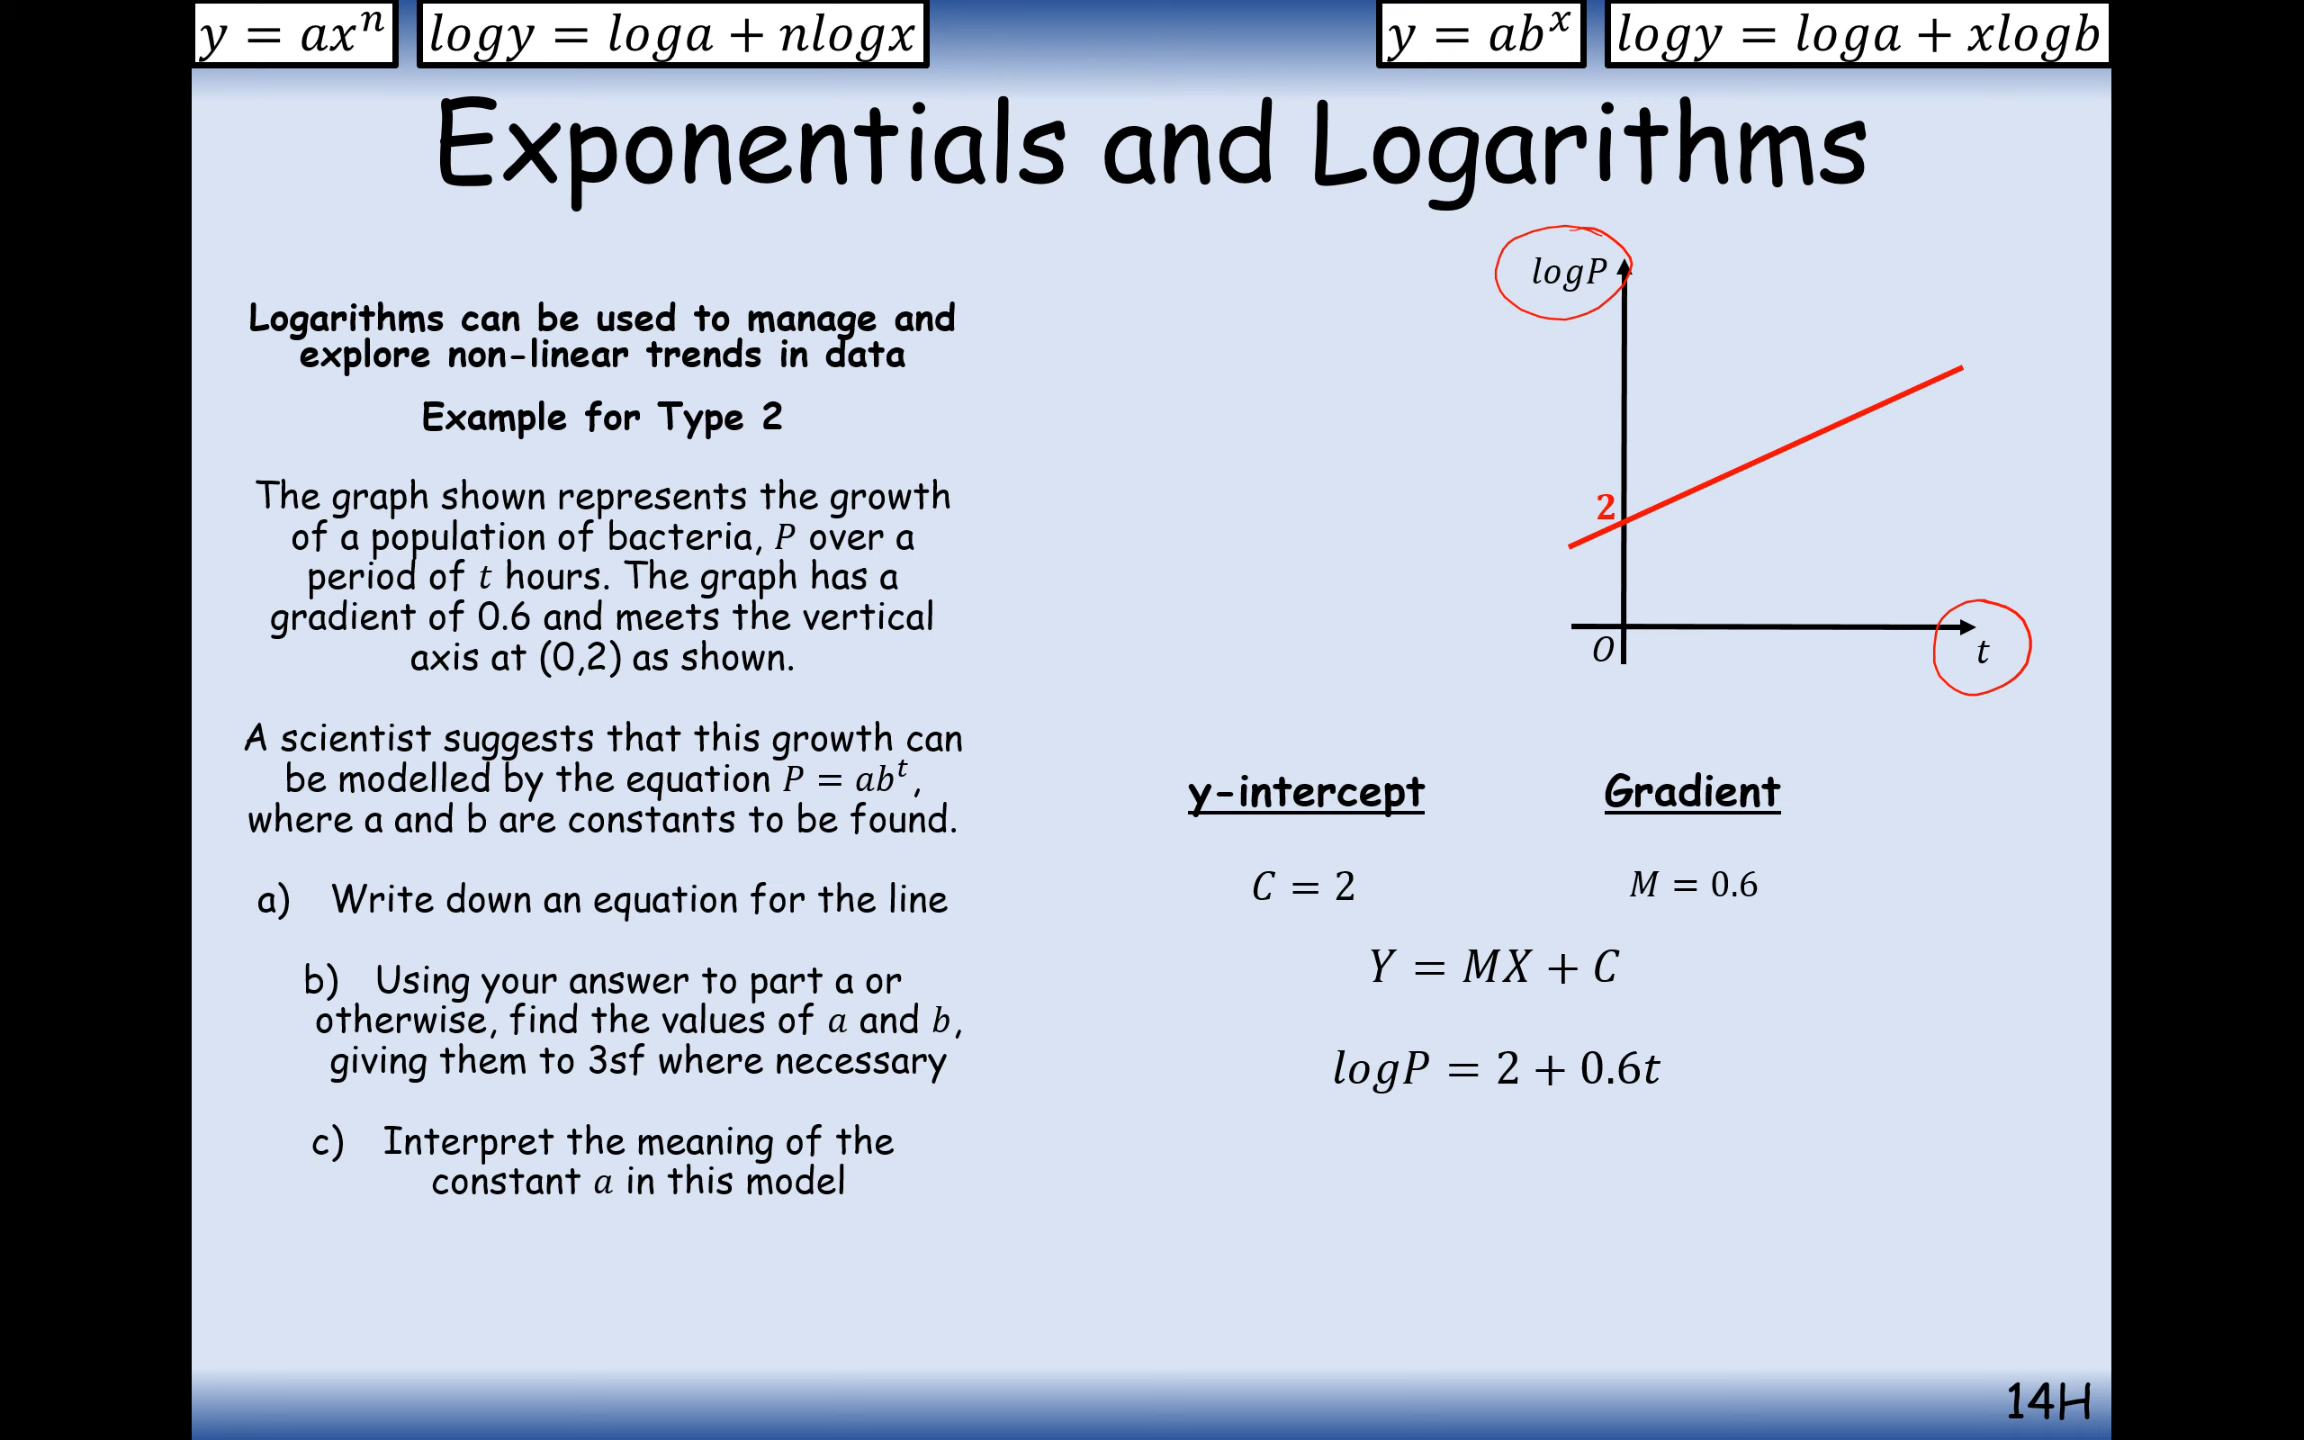 y = ax^n
logy = loga + nlogx
y = ab^x
logy = loga + xlogb
Exponentials and Logarithms
Logarithms can be used to manage and
explore non-linear trends in data
Example for Type 2
The graph shown represents the growth
of a population of bacteria, P over a
period of t hours. The graph has a
gradient of 0.6 and meets the vertical
axis at (0,2) as shown.
A scientist suggests that this growth can
be modelled by the equation P = ab^t,
where a and b are constants to be found.
a) Write down an equation for the line
b) Using your answer to part a or
otherwise, find the values of a and b,
giving them to 3sf where necessary
c) Interpret the meaning of the
constant a in this model
logP
2
O
t
y-intercept
Gradient
C = 2
M = 0.6
Y = MX + C
logP = 2 + 0.6t
14H